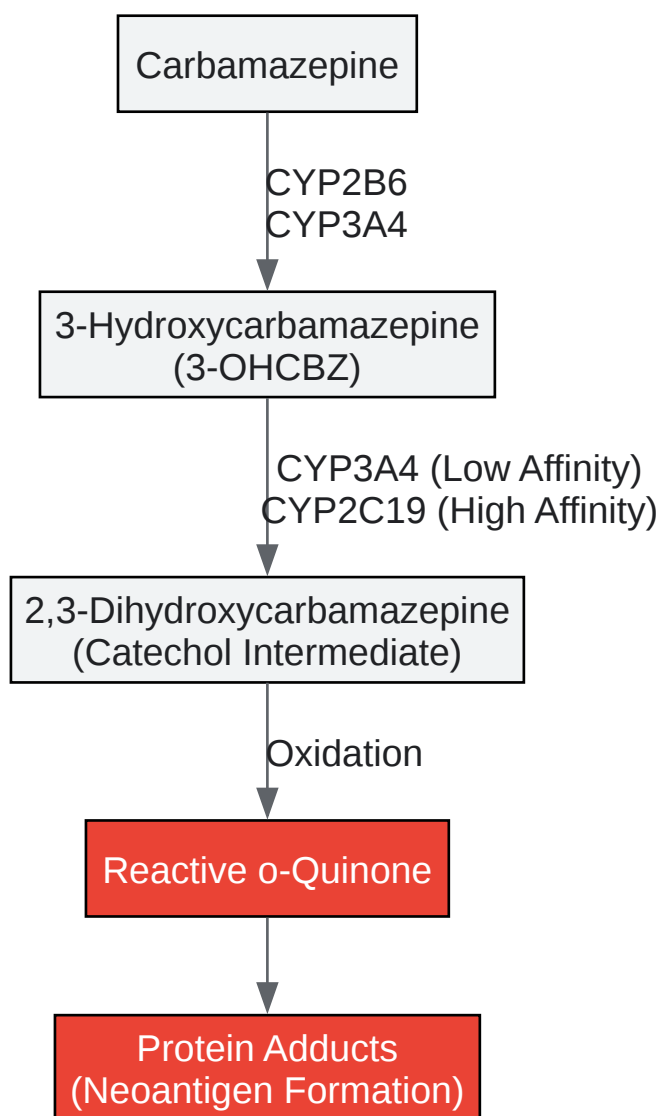 Carbamazepine
CYP2B6
CYP3A4
3-Hydroxycarbamazepine
(3-OHCBZ)
CYP3A4 (Low Affinity)
CYP2C19 (High Affinity)
2,3-Dihydroxycarbamazepine
(Catechol Intermediate)
Oxidation
Reactive o-Quinone
Protein Adducts
(Neoantigen Formation)